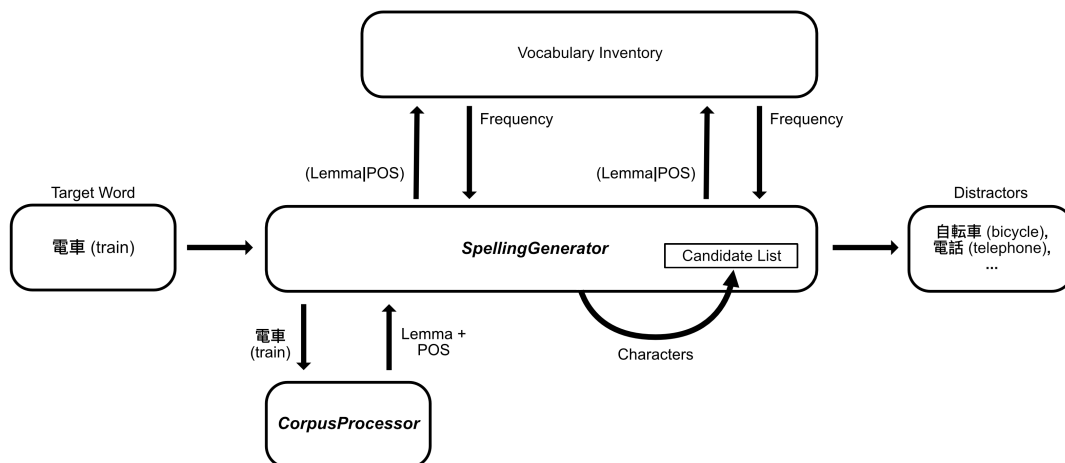 Vocabulary Inventory
Frequency
Frequency
(Lemma|POS)
(Lemma|POS)
Target Word
Distractors
電車 (train)
SpellingGenerator
Candidate List
自転車 (bicycle),
電話 (telephone),
...
電車
(train)
Lemma +
POS
Characters
CorpusProcessor